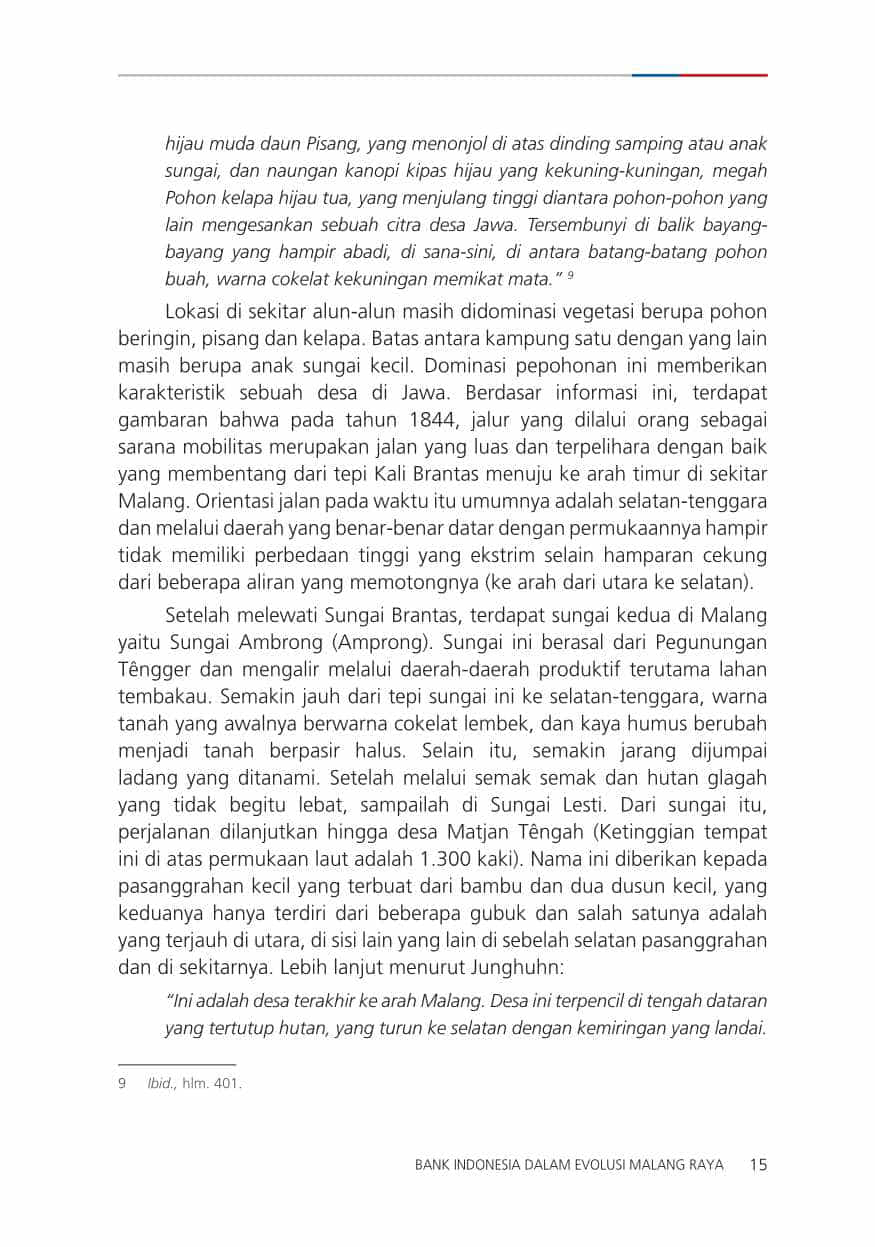 hijau muda daun Pisang, yang menonjol di atas dinding samping atau anak
sungai, dan naungan kanopi kipas hijau yang kekuning-kuningan, megah
Pohon kelapa hijau tua, yang menjulang tinggi diantara pohon-pohon yang
lain mengesankan sebuah citra desa Jawa. Tersembunyi di balik bayang-
bayang yang hampir abadi, di sana-sini, di antara batang-batang pohon
buah, warna cokelat kekuningan memikat mata.” 9
Lokasi di sekitar alun-alun masih didominasi vegetasi berupa pohon
beringin, pisang dan kelapa. Batas antara kampung satu dengan yang lain
masih berupa anak sungai kecil. Dominasi pepohonan ini memberikan
karakteristik sebuah desa di Jawa. Berdasar informasi ini, terdapat
gambaran bahwa pada tahun 1844, jalur yang dilalui orang sebagai
sarana mobilitas merupakan jalan yang luas dan terpelihara dengan baik
yang membentang dari tepi Kali Brantas menuju ke arah timur di sekitar
Malang. Orientasi jalan pada waktu itu umumnya adalah selatan-tenggara
dan melalui daerah yang benar-benar datar dengan permukaannya hampir
tidak memiliki perbedaan tinggi yang ekstrim selain hamparan cekung
dari beberapa aliran yang memotongnya (ke arah dari utara ke selatan).
Setelah melewati Sungai Brantas, terdapat sungai kedua di Malang
yaitu Sungai Ambrong (Amprong). Sungai ini berasal dari Pegunungan
Têngger dan mengalir melalui daerah-daerah produktif terutama lahan
tembakau. Semakin jauh dari tepi sungai ini ke selatan-tenggara, warna
tanah yang awalnya berwarna cokelat lembek, dan kaya humus berubah
menjadi tanah berpasir halus. Selain itu, semakin jarang dijumpai
ladang yang ditanami. Setelah melalui semak semak dan hutan glagah
yang tidak begitu lebat, sampailah di Sungai Lesti. Dari sungai itu,
perjalanan dilanjutkan hingga desa Matjan Têngah (Ketinggian tempat
ini di atas permukaan laut adalah 1.300 kaki). Nama ini diberikan kepada
pasanggrahan kecil yang terbuat dari bambu dan dua dusun kecil, yang
keduanya hanya terdiri dari beberapa gubuk dan salah satunya adalah
yang terjauh di utara, di sisi lain yang lain di sebelah selatan pasanggrahan
dan di sekitarnya. Lebih lanjut menurut Junghuhn:
“Ini adalah desa terakhir ke arah Malang. Desa ini terpencil di tengah dataran
yang tertutup hutan, yang turun ke selatan dengan kemiringan yang landai.
9 Ibid., hlm. 401.
BANK INDONESIA DALAM EVOLUSI MALANG RAYA 15